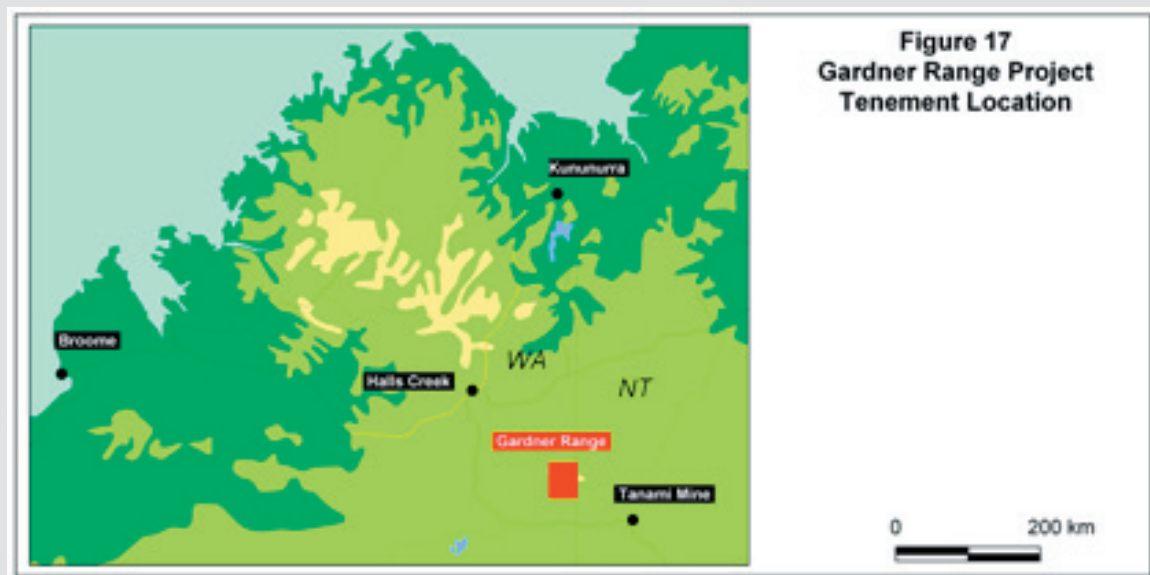 Figure 17
Gardner Range Project
Tenement Location
Kununurra
Broome
WA
Halls Creek
NT
Gardner Range
Tanami Mine
0 200 km